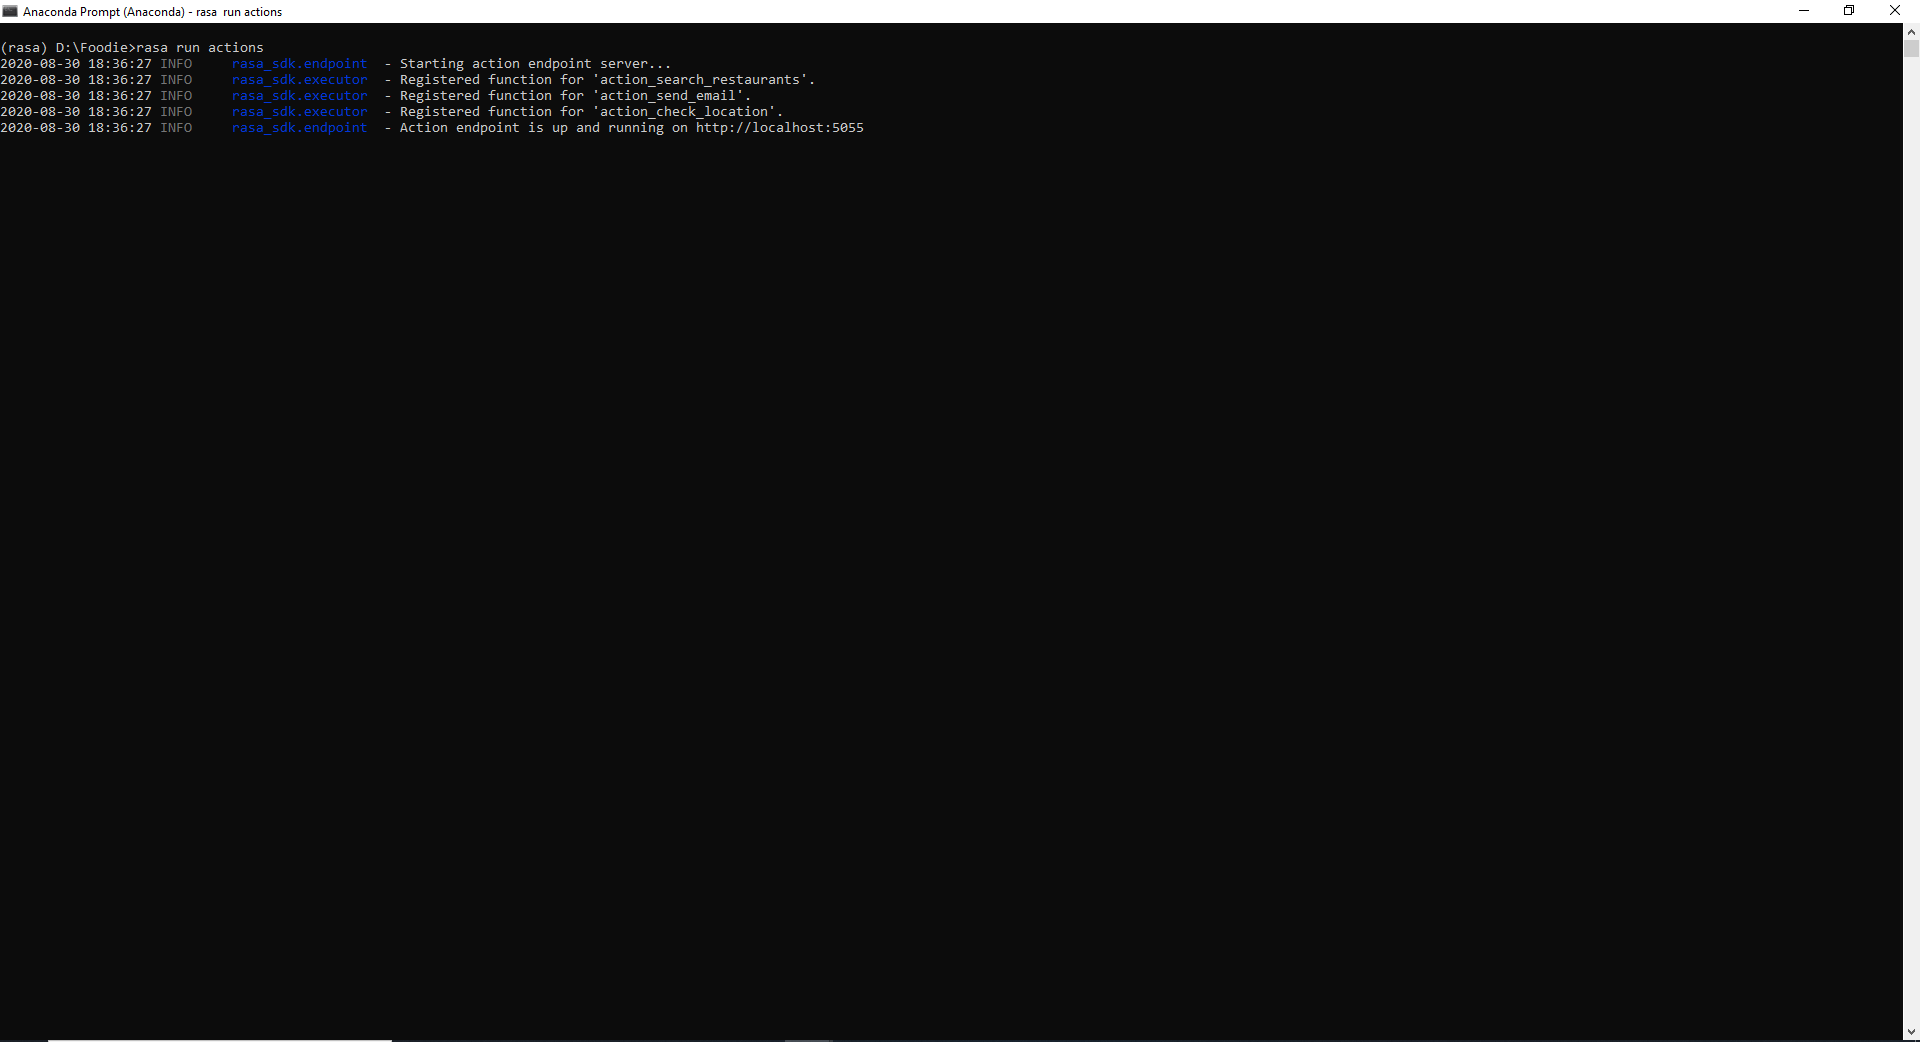 Anaconda Prompt (Anaconda) - rasa  run actions
(rasa) D:\Foodie>rasa run actions
2020-08-30 18:36:27 INFO     rasa_sdk.endpoint  - Starting action endpoint server...
2020-08-30 18:36:27 INFO     rasa_sdk.executor  - Registered function for 'action_search_restaurants'.
2020-08-30 18:36:27 INFO     rasa_sdk.executor  - Registered function for 'action_send_email'.
2020-08-30 18:36:27 INFO     rasa_sdk.executor  - Registered function for 'action_check_location'.
2020-08-30 18:36:27 INFO     rasa_sdk.endpoint  - Action endpoint is up and running on http://localhost:5055